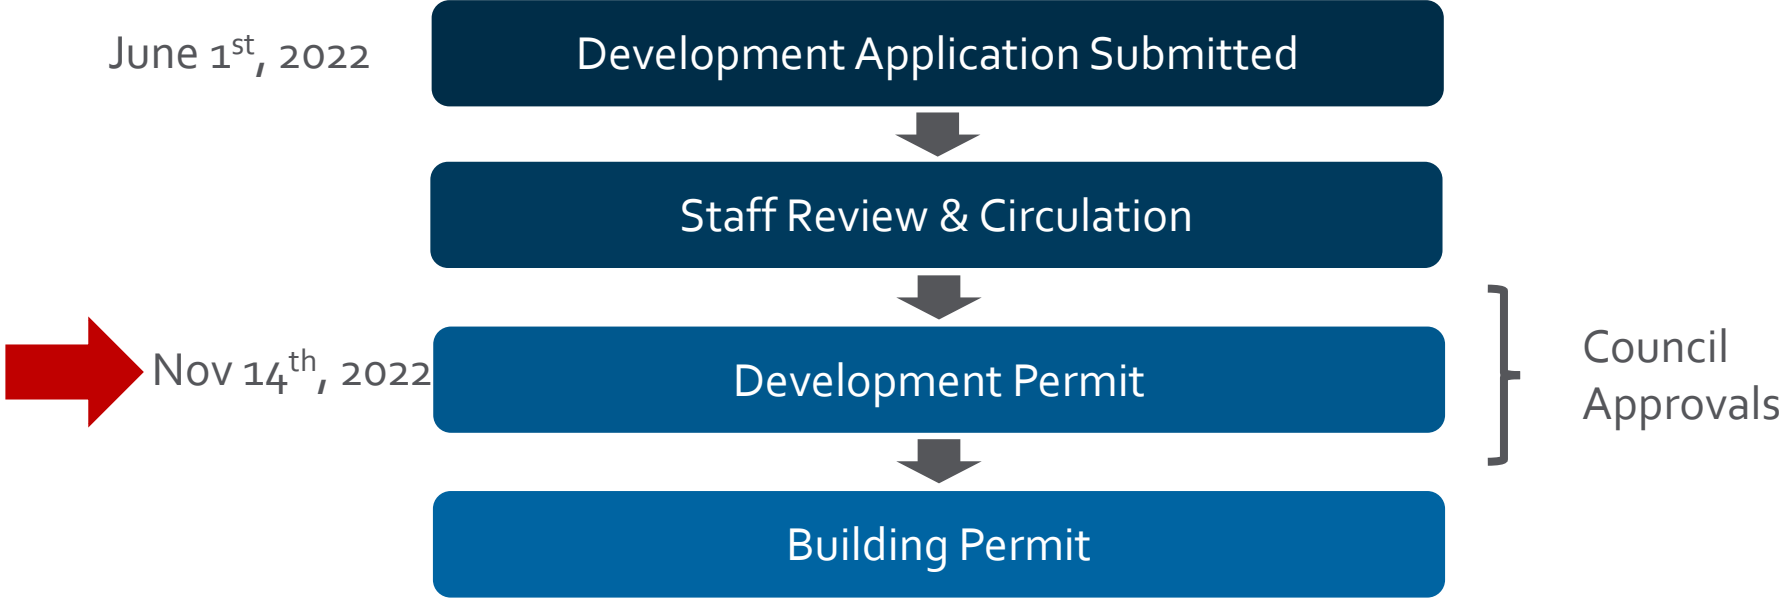 June 1st, 2022
Development Application Submitted
Staff Review & Circulation
Nov 14th, 2022
Development Permit
Council
Approvals
Building Permit